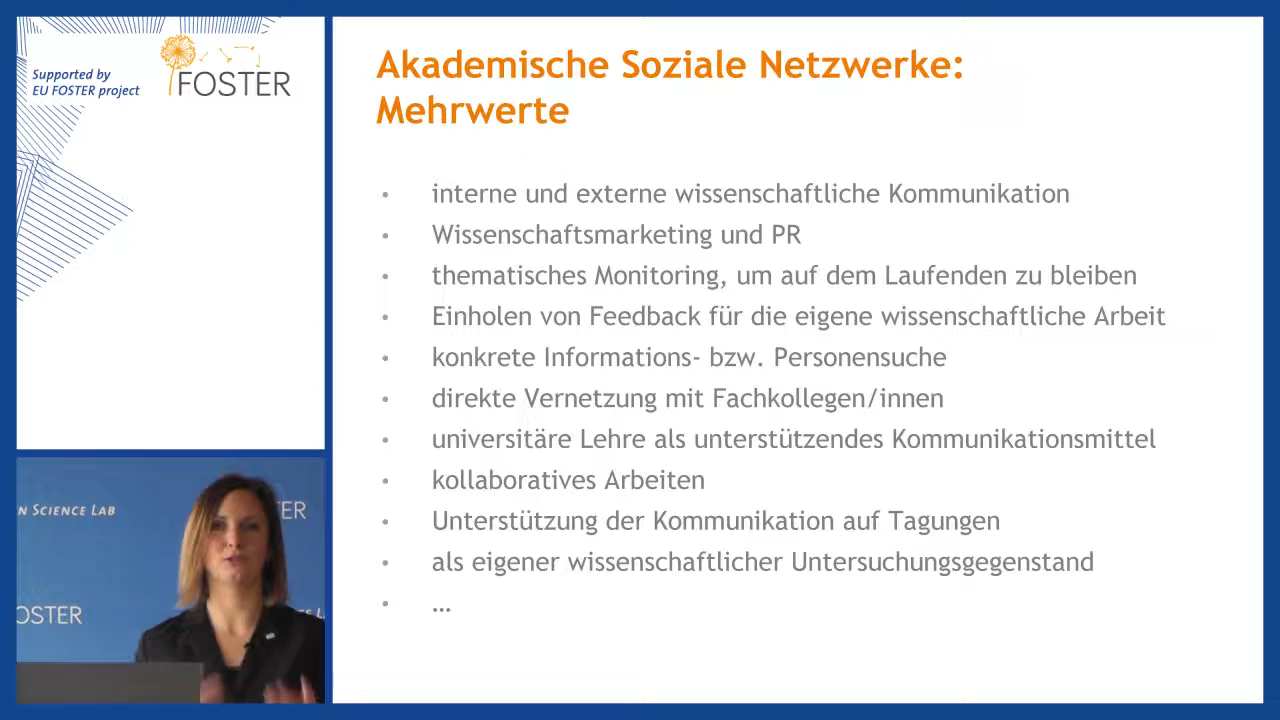 Supported by
EU FOSTER project
FOSTER
Akademische Soziale Netzwerke:
Mehrwerte
• interne und externe wissenschaftliche Kommunikation
• Wissenschaftsmarketing und PR
• thematisches Monitoring, um auf dem Laufenden zu bleiben
• Einholen von Feedback für die eigene wissenschaftliche Arbeit
• konkrete Informations- bzw. Personensuche
• direkte Vernetzung mit Fachkollegen/innen
• universitäre Lehre als unterstützendes Kommunikationsmittel
• kollaboratives Arbeiten
• Unterstützung der Kommunikation auf Tagungen
• als eigener wissenschaftlicher Untersuchungsgegenstand
• …
N SCIENCE LAB
TER
OSTER